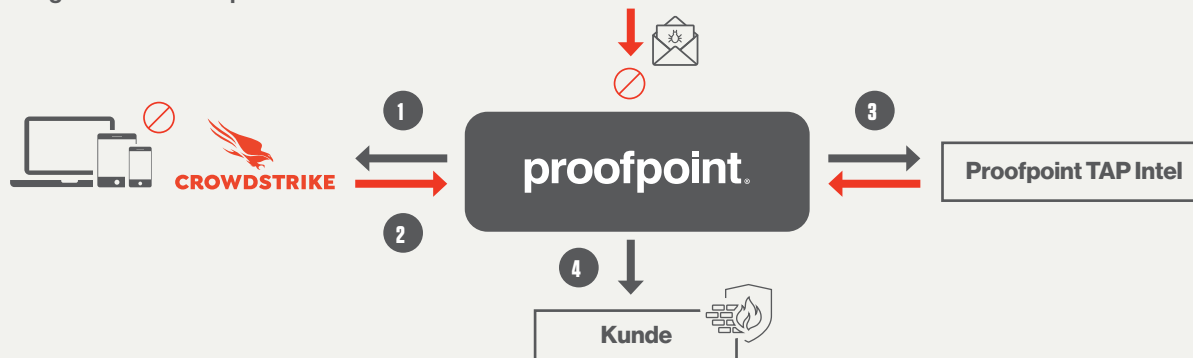 1
3
proofpoint.
Proofpoint TAP Intel
CROWDSTRIKE
2
4
Kunde